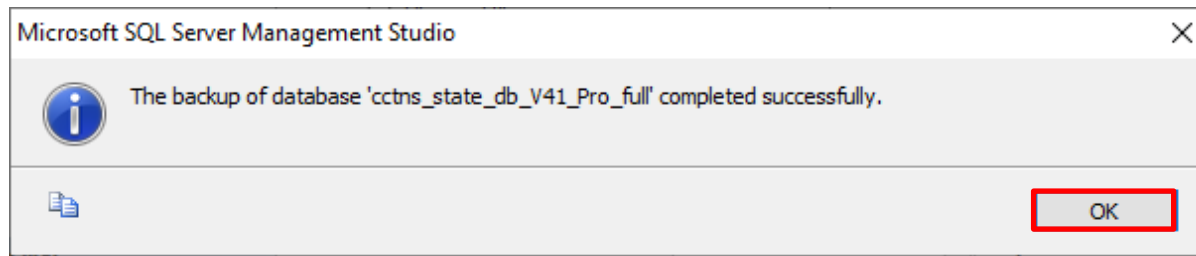 Microsoft SQL Server Management Studio
The backup of database 'cctns_state_db_V41_Pro_full' completed successfully.
OK